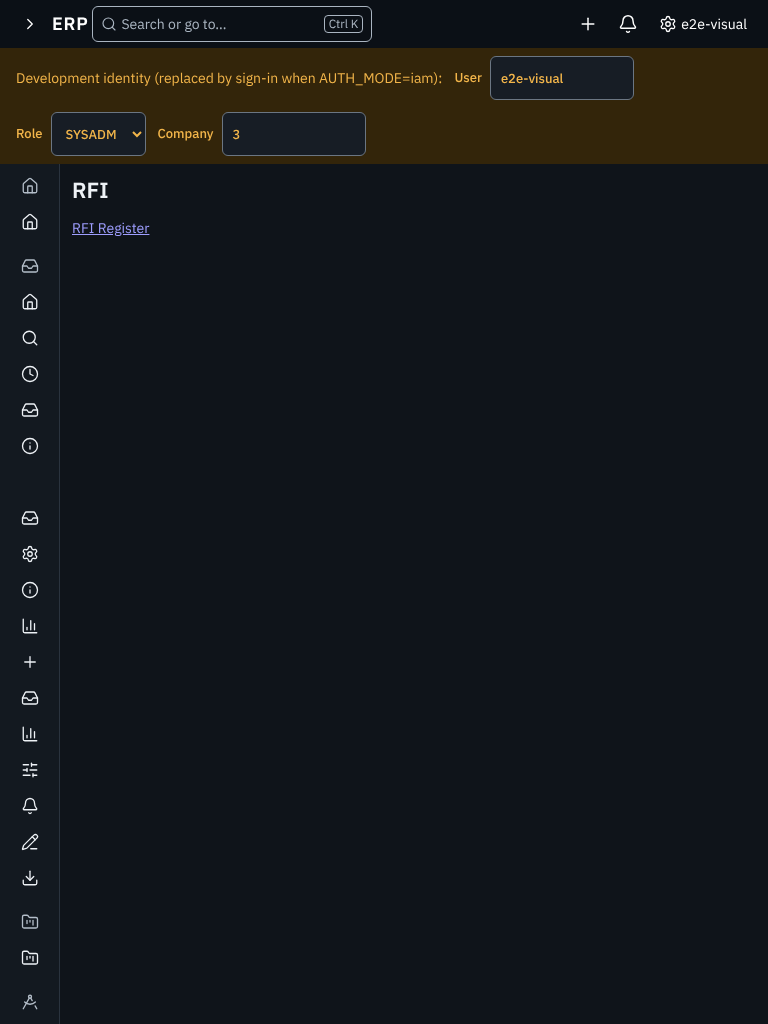 ERP Search or go to... Ctrl K e2e-visual
Development identity (replaced by sign-in when AUTH_MODE=iam): User e2e-visual
Role SYSADM Company 3
RFI
RFI Register